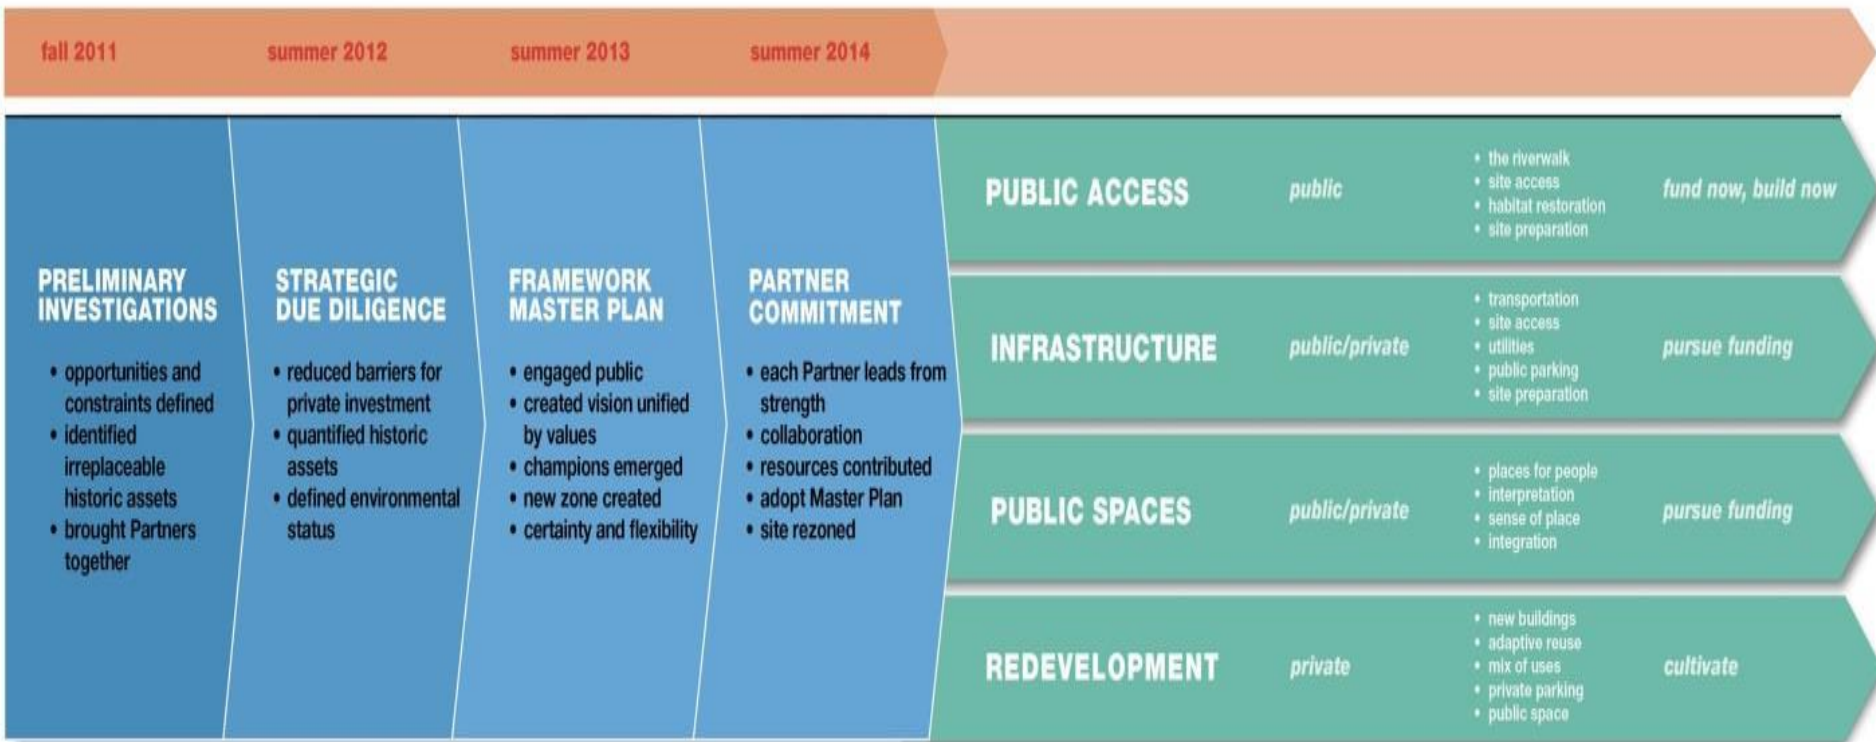 fall 2011
summer 2012
summer 2013
summer 2014
PRELIMINARY
INVESTIGATIONS
• opportunities and
constraints defined
• identified
irreplaceable
historic assets
• brought Partners
together
STRATEGIC
DUE DILIGENCE
• reduced barriers for
private investment
• quantified historic
assets
• defined environmental
status
FRAMEWORK
MASTER PLAN
• engaged public
• created vision unified
by values
• champions emerged
• new zone created
• certainty and flexibility
PARTNER
COMMITMENT
• each Partner leads from
strength
• collaboration
• resources contributed
• adopt Master Plan
• site rezoned
PUBLIC ACCESS
public
• the riverwalk
• site access
• habitat restoration
• site preparation
fund now, build now
INFRASTRUCTURE
public/private
• transportation
• site access
• utilities
• public parking
• site preparation
pursue funding
PUBLIC SPACES
public/private
• places for people
• interpretation
• sense of place
• integration
pursue funding
REDEVELOPMENT
private
• new buildings
• adaptive reuse
• mix of uses
• private parking
• public space
cultivate